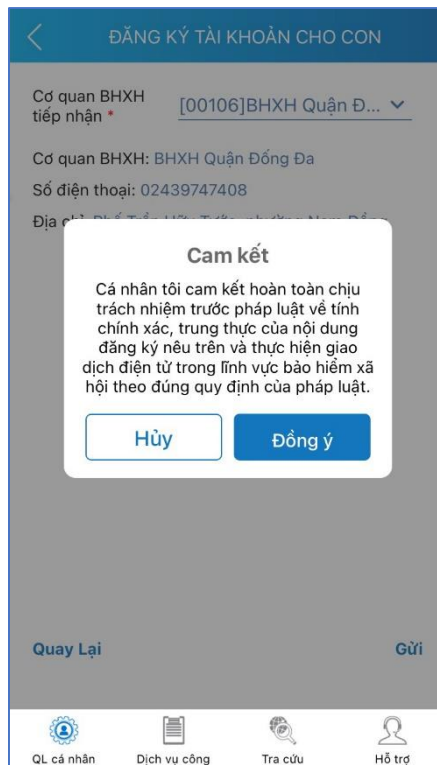 ĐĂNG KÝ TÀI KHOẢN CHO CON
Cơ quan BHXH
tiếp nhận *
[00106]BHXH Quận Đ...
Cơ quan BHXH: BHXH Quận Đống Đa
Số điện thoại: 02439747408
Địa chỉ
Cam kết
Cá nhân tôi cam kết hoàn toàn chịu
trách nhiệm trước pháp luật về tính
chính xác, trung thực của nội dung
đăng ký nêu trên và thực hiện giao
dịch điện tử trong lĩnh vực bảo hiểm xã
hội theo đúng quy định của pháp luật.
Hủy
Đồng ý
Quay Lại
Gửi
QL cá nhân
Dịch vụ công
Tra cứu
Hỗ trợ